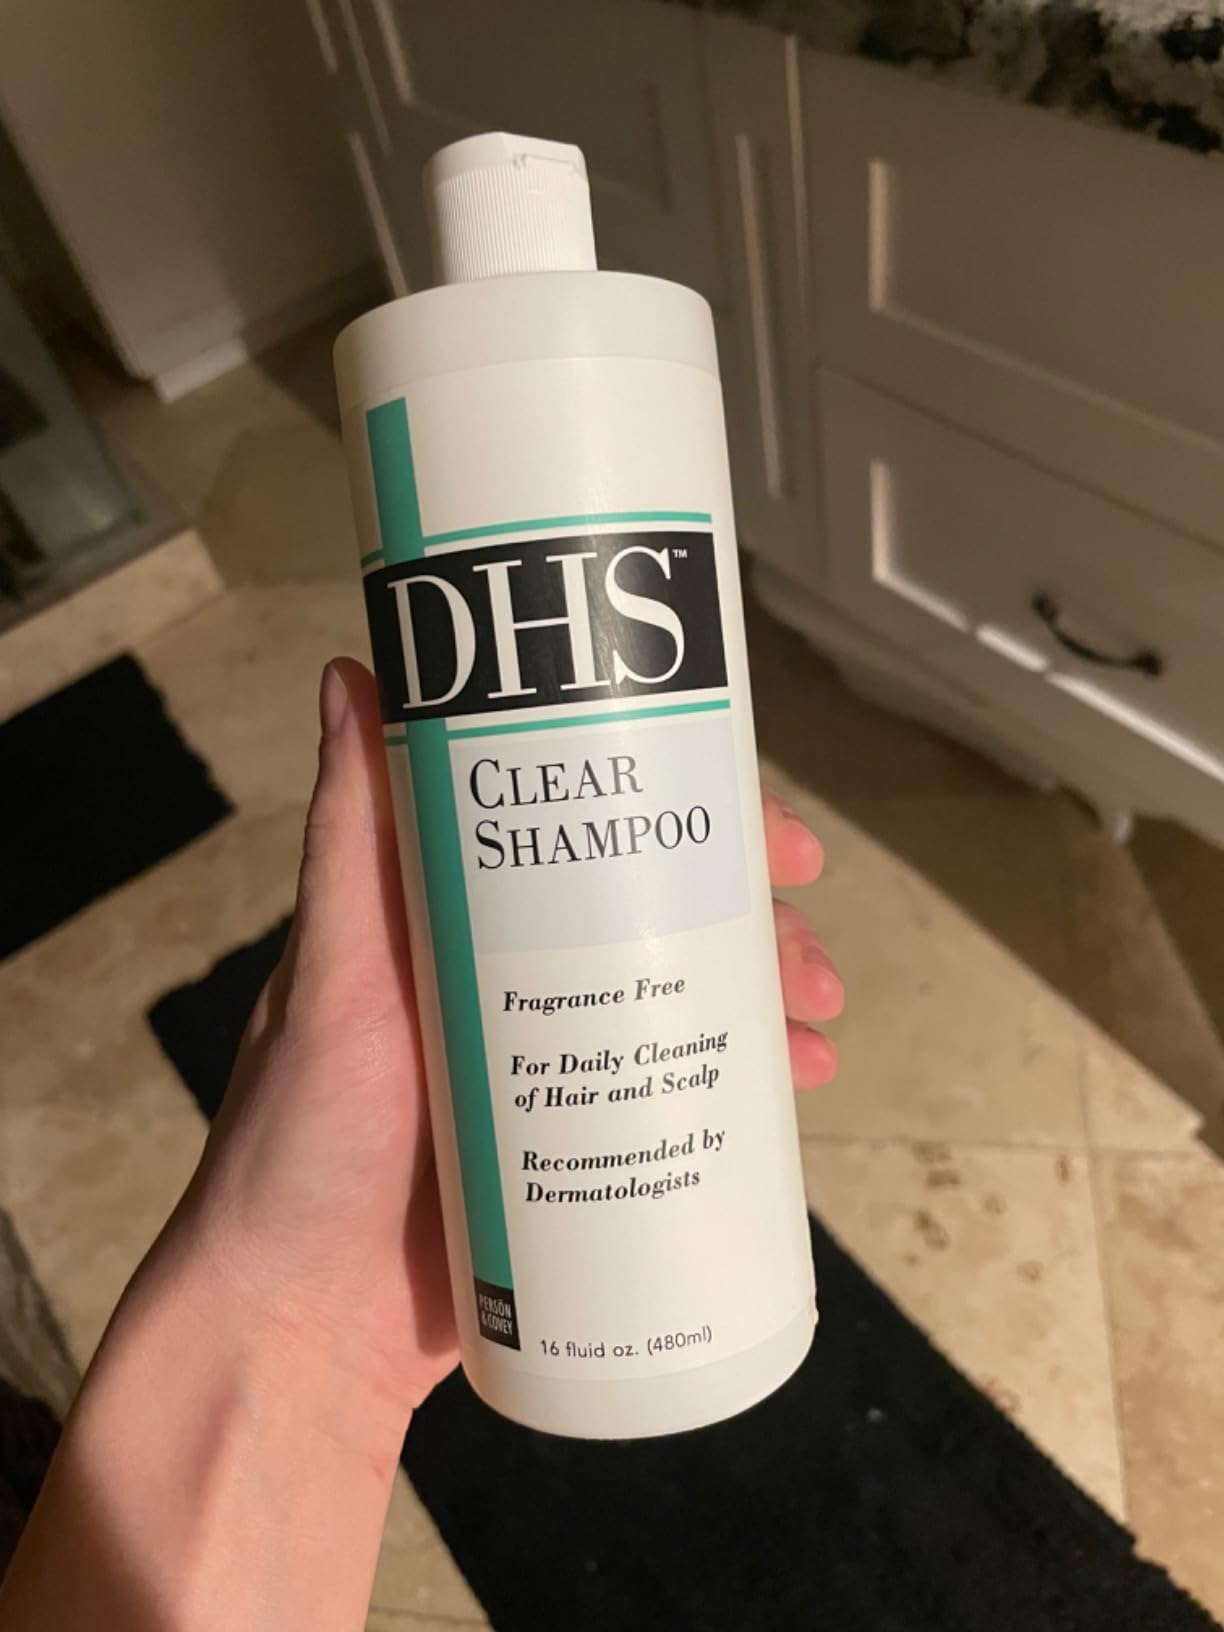 DHS™
CLEAR
SHAMPOO
Fragrance Free
For Daily Cleaning
of Hair and Scalp
Recommended by
Dermatologists
PERSŌN
& COVEY
16 fluid oz. (480ml)